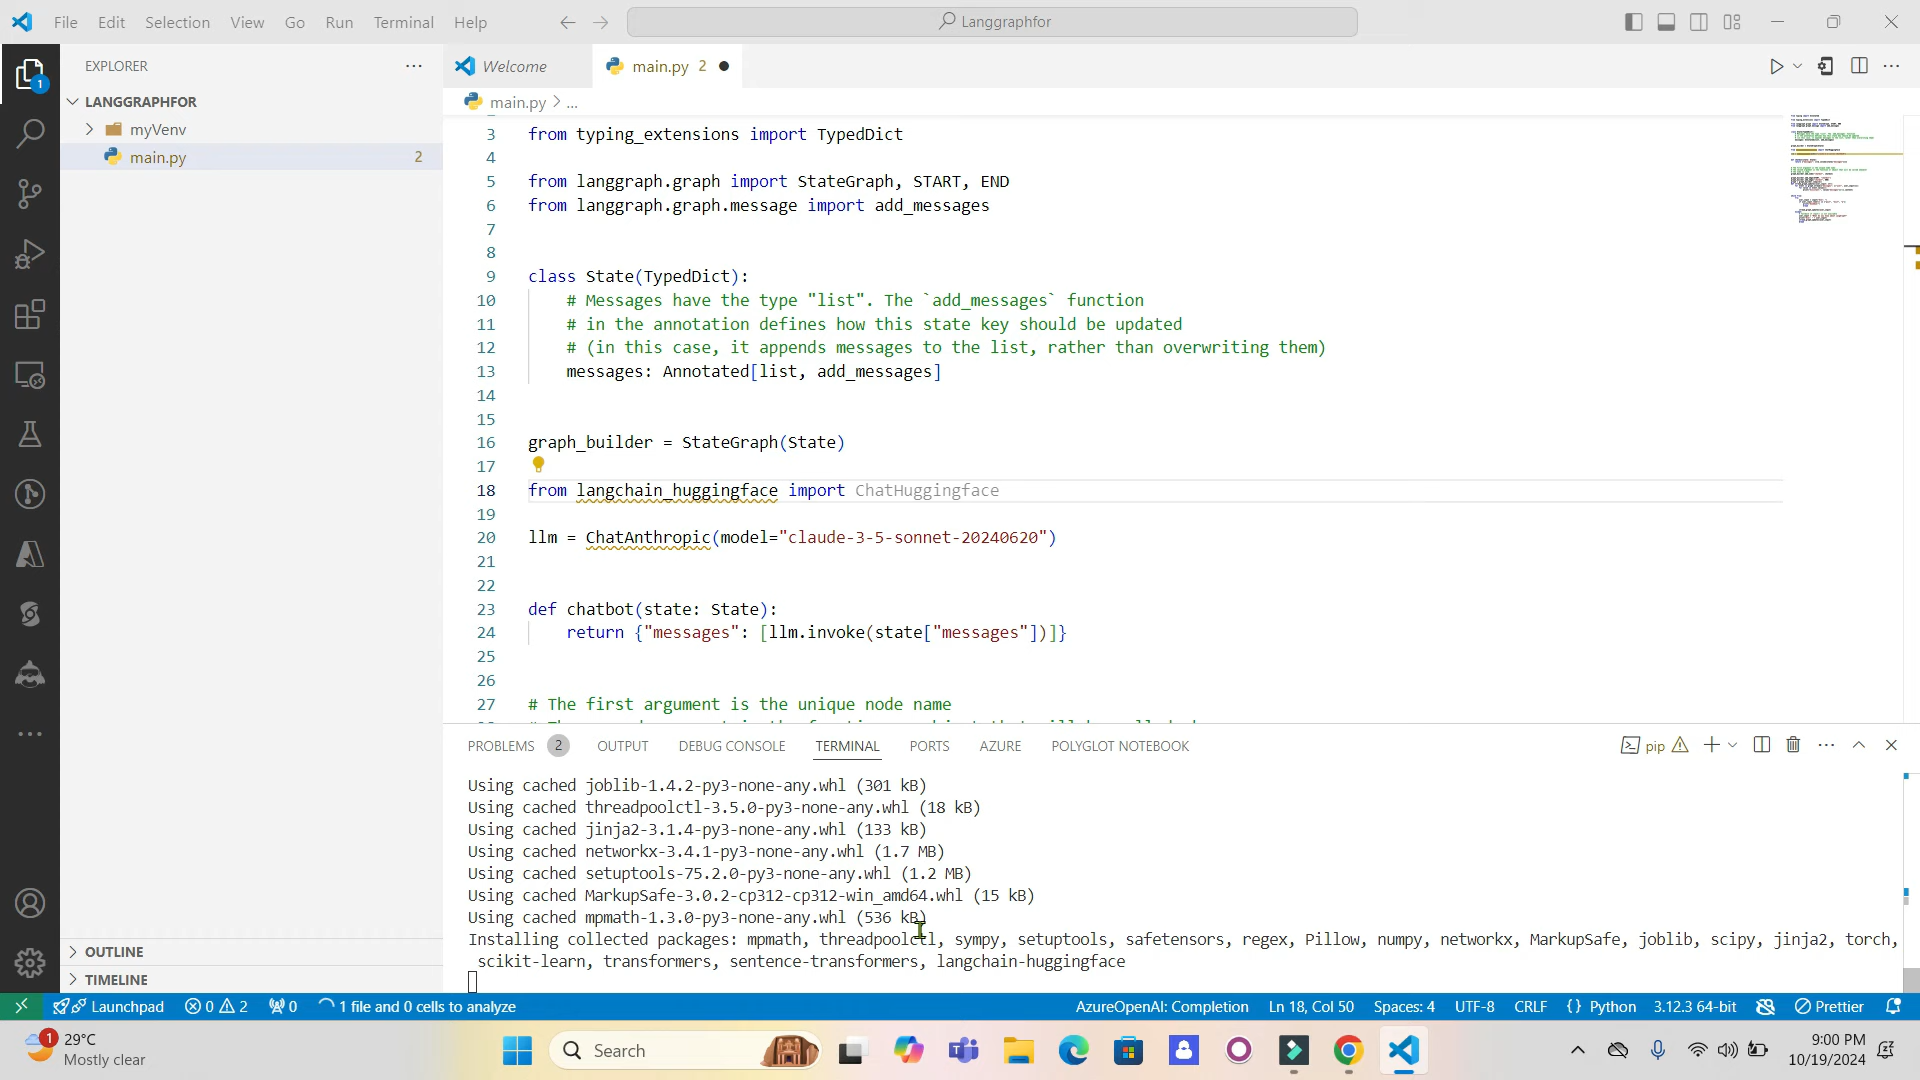 File Edit Selection View Go Run Terminal Help
Langgraphfor
EXPLORER
LANGGRAPHFOR
myVenv
main.py 2
1
Welcome
main.py 2
main.py > ...
3 from typing_extensions import TypedDict
4
5 from langgraph.graph import StateGraph, START, END
6 from langgraph.graph.message import add_messages
7
8
9 class State(TypedDict):
10 # Messages have the type "list". The `add_messages` function
11 # in the annotation defines how this state key should be updated
12 # (in this case, it appends messages to the list, rather than overwriting them)
13 messages: Annotated[list, add_messages]
14
15
16 graph_builder = StateGraph(State)
17
18 from langchain_huggingface import ChatHuggingface
19
20 llm = ChatAnthropic(model="claude-3-5-sonnet-20240620")
21
22
23 def chatbot(state: State):
24 return {"messages": [llm.invoke(state["messages"])]}
25
26
27 # The first argument is the unique node name
PROBLEMS 2 OUTPUT DEBUG CONSOLE TERMINAL PORTS AZURE POLYGLOT NOTEBOOK
pip
Using cached joblib-1.4.2-py3-none-any.whl (301 kB)
Using cached threadpoolctl-3.5.0-py3-none-any.whl (18 kB)
Using cached jinja2-3.1.4-py3-none-any.whl (133 kB)
Using cached networkx-3.4.1-py3-none-any.whl (1.7 MB)
Using cached setuptools-75.2.0-py3-none-any.whl (1.2 MB)
Using cached MarkupSafe-3.0.2-cp312-cp312-win_amd64.whl (15 kB)
Using cached mpmath-1.3.0-py3-none-any.whl (536 kB)
Installing collected packages: mpmath, threadpoolctl, sympy, setuptools, safetensors, regex, Pillow, numpy, networkx, MarkupSafe, joblib, scipy, jinja2, torch,
scikit-learn, transformers, sentence-transformers, langchain-huggingface
OUTLINE
TIMELINE
Launchpad 0 2 0 1 file and 0 cells to analyze
AzureOpenAI: Completion Ln 18, Col 50 Spaces: 4 UTF-8 CRLF {} Python 3.12.3 64-bit Prettier
1
29°C
Mostly clear
Search
9:00 PM
10/19/2024